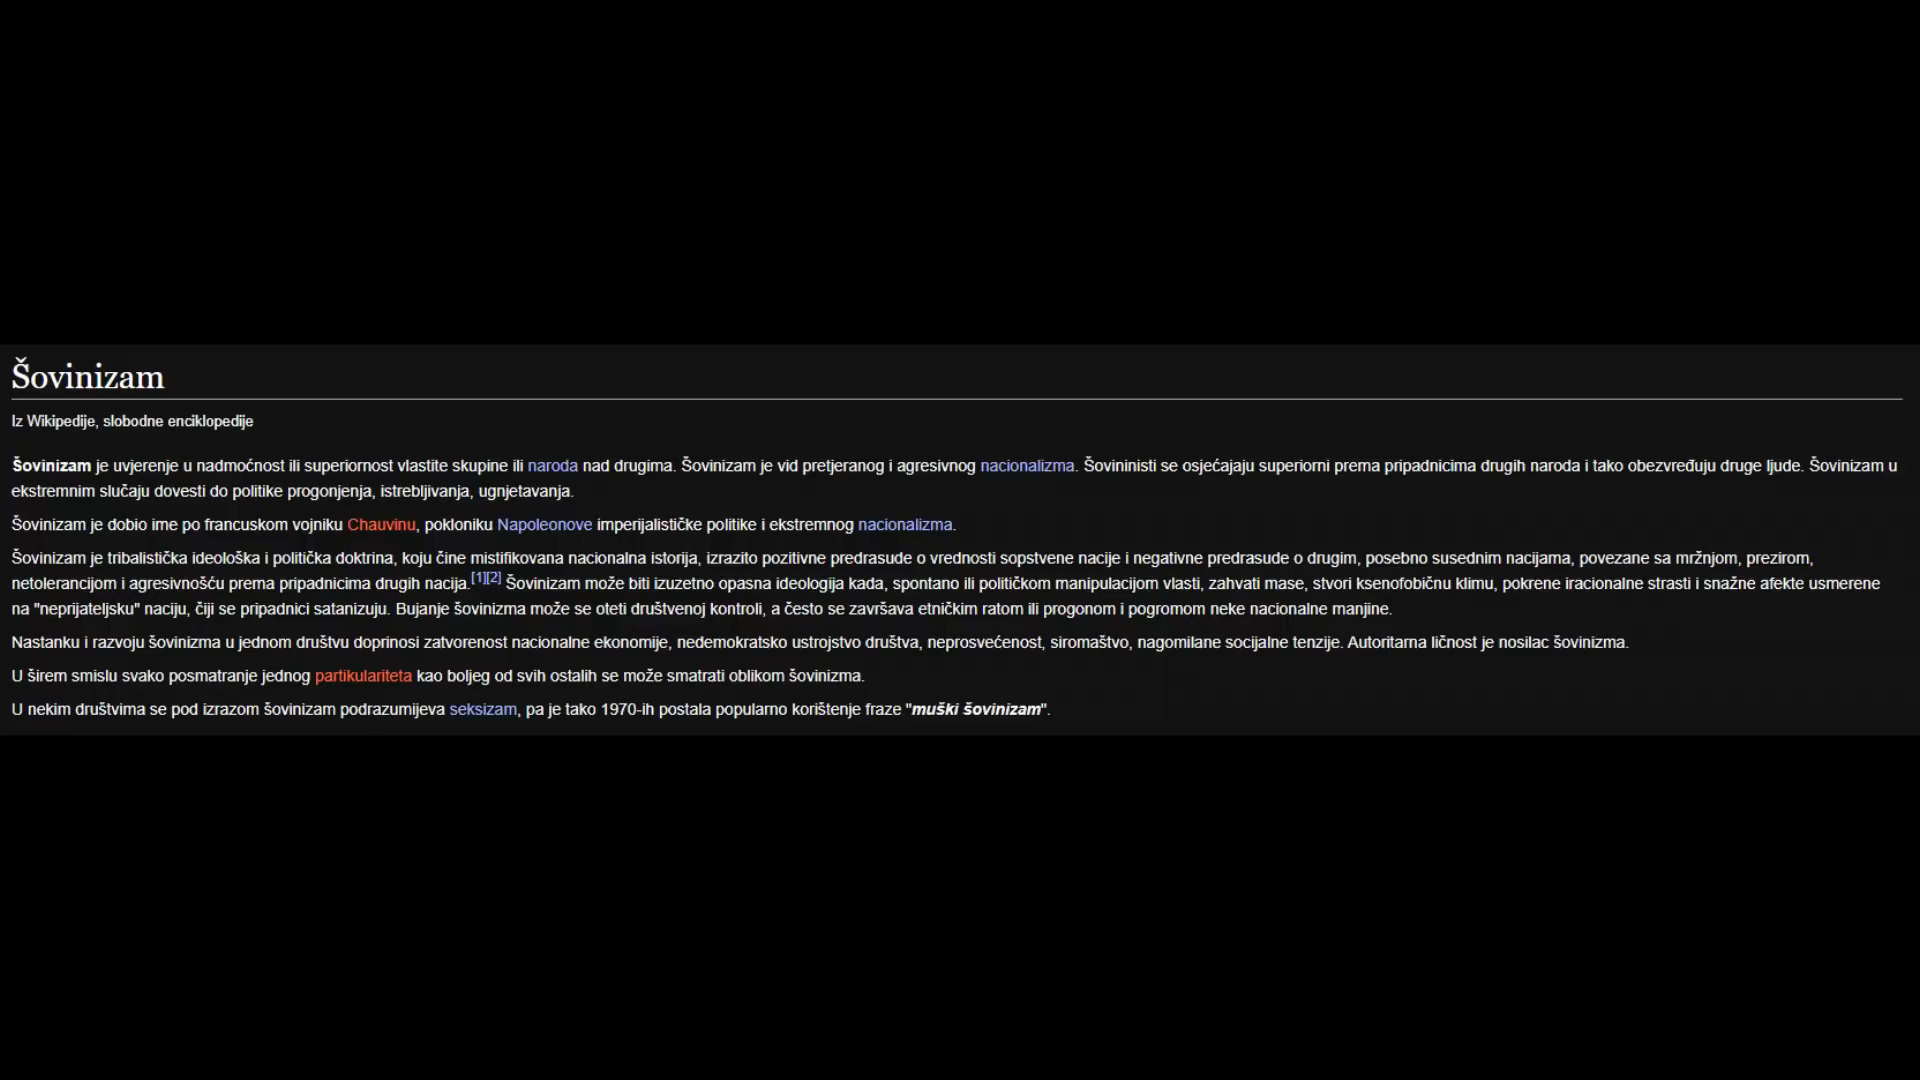 Šovinizam
Iz Wikipedije, slobodne enciklopedije
Šovinizam je uvjerenje u nadmoćnost ili superiornost vlastite skupine ili naroda nad drugima. Šovinizam je vid pretjeranog i agresivnog nacionalizma. Šovininisti se osjećajaju superiorni prema pripadnicima drugih naroda i tako obezvređuju druge ljude. Šovinizam u
ekstremnim slučaju dovesti do politike progonjenja, istrebljivanja, ugnjetavanja.
Šovinizam je dobio ime po francuskom vojniku Chauvinu, pokloniku Napoleonove imperijalističke politike i ekstremnog nacionalizma.
Šovinizam je tribalistička ideološka i politička doktrina, koju čine mistifikovana nacionalna istorija, izrazito pozitivne predrasude o vrednosti sopstvene nacije i negativne predrasude o drugim, posebno susednim nacijama, povezane sa mržnjom, prezirom,
netolerancijom i agresivnošću prema pripadnicima drugih nacija.[1][2] Šovinizam može biti izuzetno opasna ideologija kada, spontano ili političkom manipulacijom vlasti, zahvati mase, stvori ksenofobičnu klimu, pokrene iracionalne strasti i snažne afekte usmerene
na "neprijateljsku" naciju, čiji se pripadnici satanizuju. Bujanje šovinizma može se oteti društvenoj kontroli, a često se završava etničkim ratom ili progonom i pogromom neke nacionalne manjine.
Nastanku i razvoju šovinizma u jednom društvu doprinosi zatvorenost nacionalne ekonomije, nedemokratsko ustrojstvo društva, neprosvećenost, siromaštvo, nagomilane socijalne tenzije. Autoritarna ličnost je nosilac šovinizma.
U širem smislu svako posmatranje jednog partikulariteta kao boljeg od svih ostalih se može smatrati oblikom šovinizma.
U nekim društvima se pod izrazom šovinizam podrazumijeva seksizam, pa je tako 1970-ih postala popularno korištenje fraze "muški šovinizam".